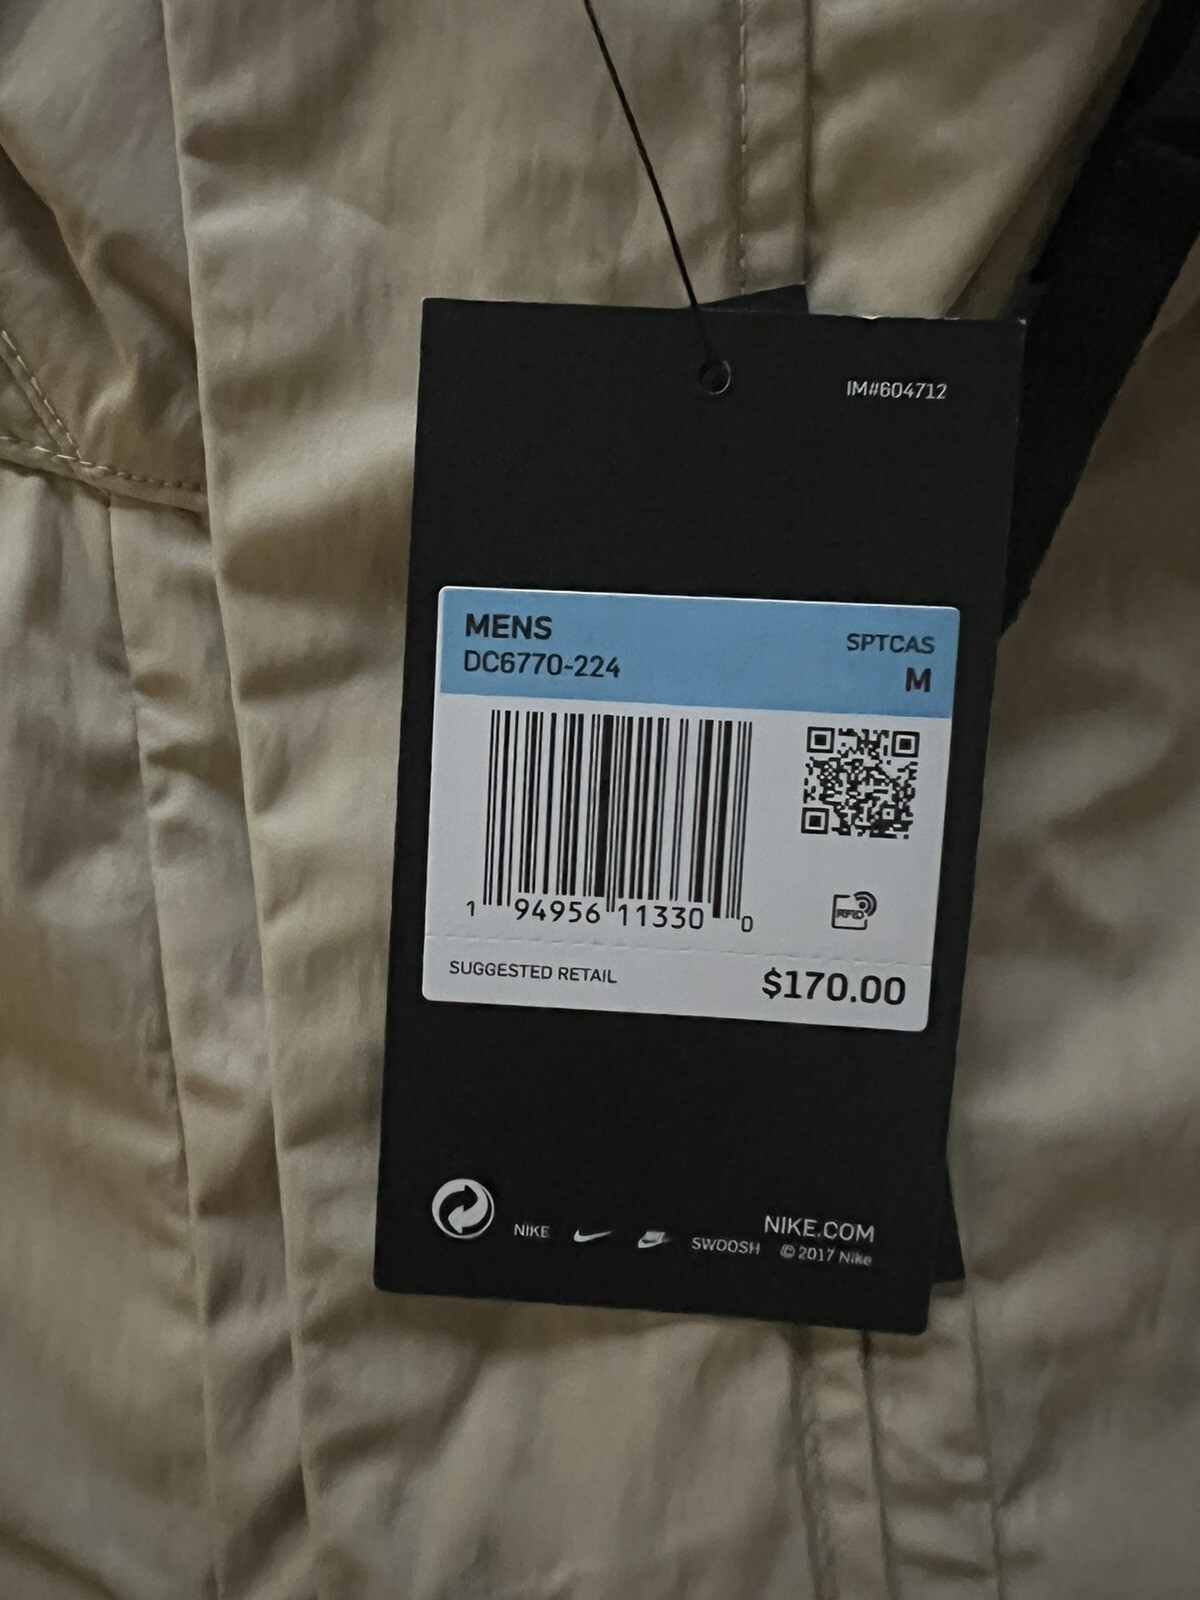 IM#604712
MENS
SPTCAS
DC6770-224
M
1 94956 11330 0
RFID
SUGGESTED RETAIL
$170.00
NIKE
SWOOSH
NIKE.COM
© 2017 Nike